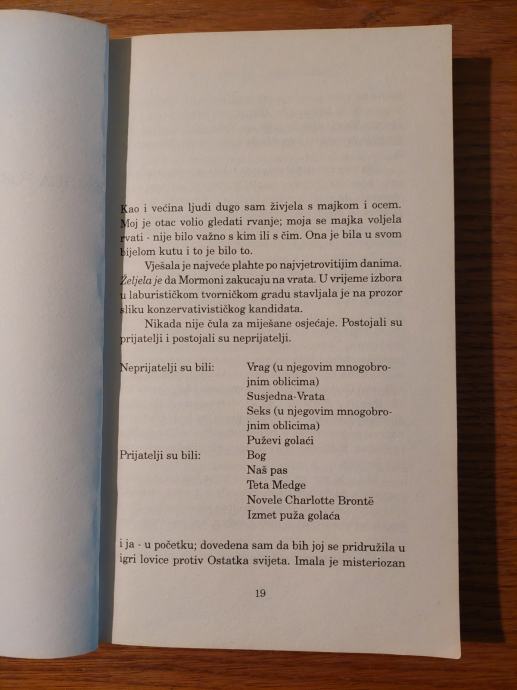 Kao i većina ljudi dugo sam živjela s majkom i ocem.
Moj je otac volio gledati rvanje; moja se majka voljela
rvati - nije bilo važno s kim ili s čim. Ona je bila u svom
bijelom kutu i to je bilo to.
Vješala je najveće plahte po najvjetrovitijim danima.
Željela je da Mormoni zakucaju na vrata. U vrijeme izbora
u laburističkom tvorničkom gradu stavljala je na prozor
sliku konzervativističkog kandidata.
Nikada nije čula za miješane osjećaje. Postojali su
prijatelji i postojali su neprijatelji.
Neprijatelji su bili: Vrag (u njegovim mnogobro-
jnim oblicima)
Susjedna-Vrata
Seks (u njegovim mnogobro-
jnim oblicima)
Puževi golaći
Prijatelji su bili: Bog
Naš pas
Teta Medge
Novele Charlotte Brontë
Izmet puža golaća
i ja - u početku; dovedena sam da bih joj se pridružila u
igri lovice protiv Ostatka svijeta. Imala je misteriozan
19